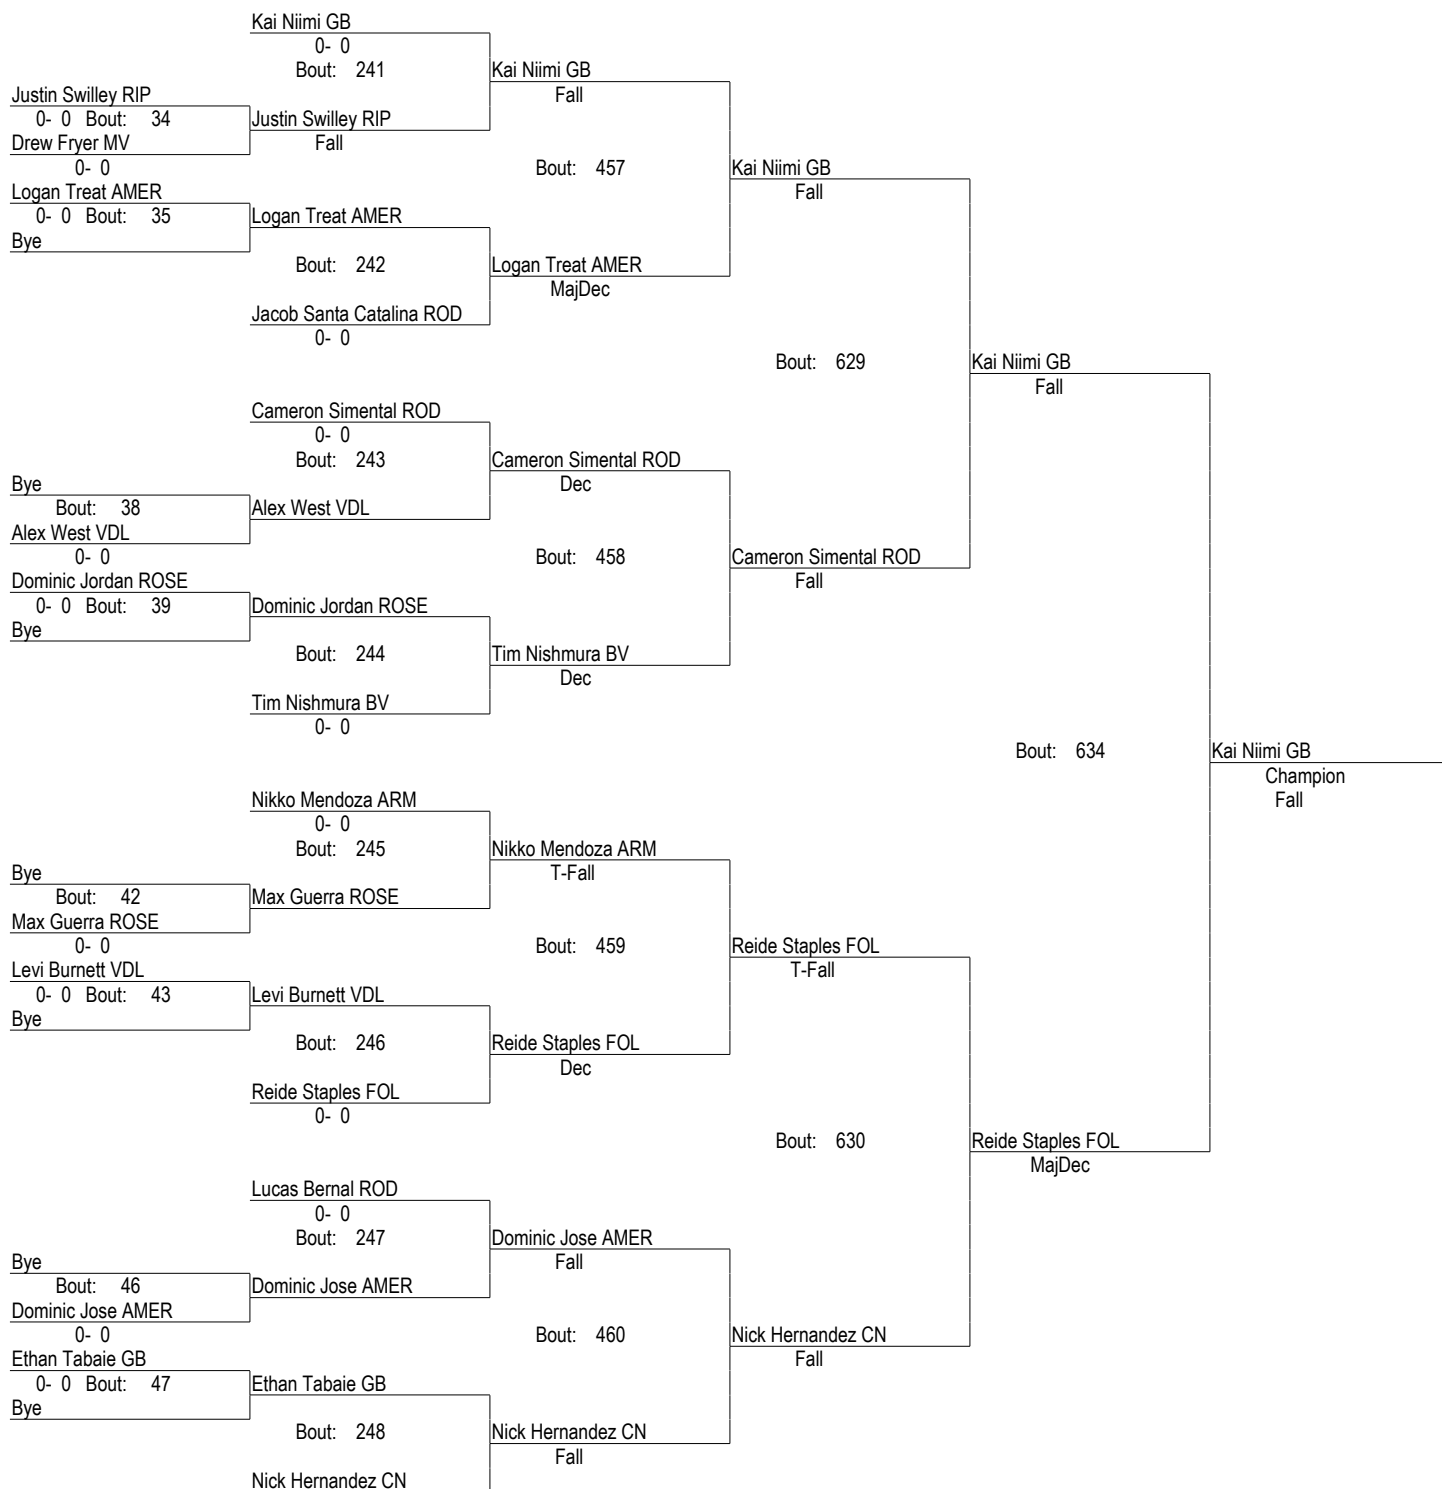 Kai Niimi GB
0- 0
Bout: 241
Kai Niimi GB
Fall
Justin Swilley RIP
0- 0 Bout: 34
Justin Swilley RIP
Fall
Drew Fryer MV
0- 0
Bout: 457
Kai Niimi GB
Fall
Logan Treat AMER
0- 0 Bout: 35
Logan Treat AMER
Bye
Bout: 242
Logan Treat AMER
MajDec
Jacob Santa Catalina ROD
0- 0
Bout: 629
Kai Niimi GB
Fall
Cameron Simental ROD
0- 0
Bout: 243
Cameron Simental ROD
Dec
Bye
Bout: 38
Alex West VDL
Alex West VDL
0- 0
Bout: 458
Cameron Simental ROD
Fall
Dominic Jordan ROSE
0- 0 Bout: 39
Dominic Jordan ROSE
Bye
Bout: 244
Tim Nishmura BV
Dec
Tim Nishmura BV
0- 0
Bout: 634
Kai Niimi GB
Champion
Fall
Nikko Mendoza ARM
0- 0
Bout: 245
Nikko Mendoza ARM
T-Fall
Bye
Bout: 42
Max Guerra ROSE
Max Guerra ROSE
0- 0
Bout: 459
Reide Staples FOL
T-Fall
Levi Burnett VDL
0- 0 Bout: 43
Levi Burnett VDL
Bye
Bout: 246
Reide Staples FOL
Dec
Reide Staples FOL
0- 0
Bout: 630
Reide Staples FOL
MajDec
Lucas Bernal ROD
0- 0
Bout: 247
Dominic Jose AMER
Fall
Bye
Bout: 46
Dominic Jose AMER
Dominic Jose AMER
0- 0
Bout: 460
Nick Hernandez CN
Fall
Ethan Tabaie GB
0- 0 Bout: 47
Ethan Tabaie GB
Bye
Bout: 248
Nick Hernandez CN
Fall
Nick Hernandez CN